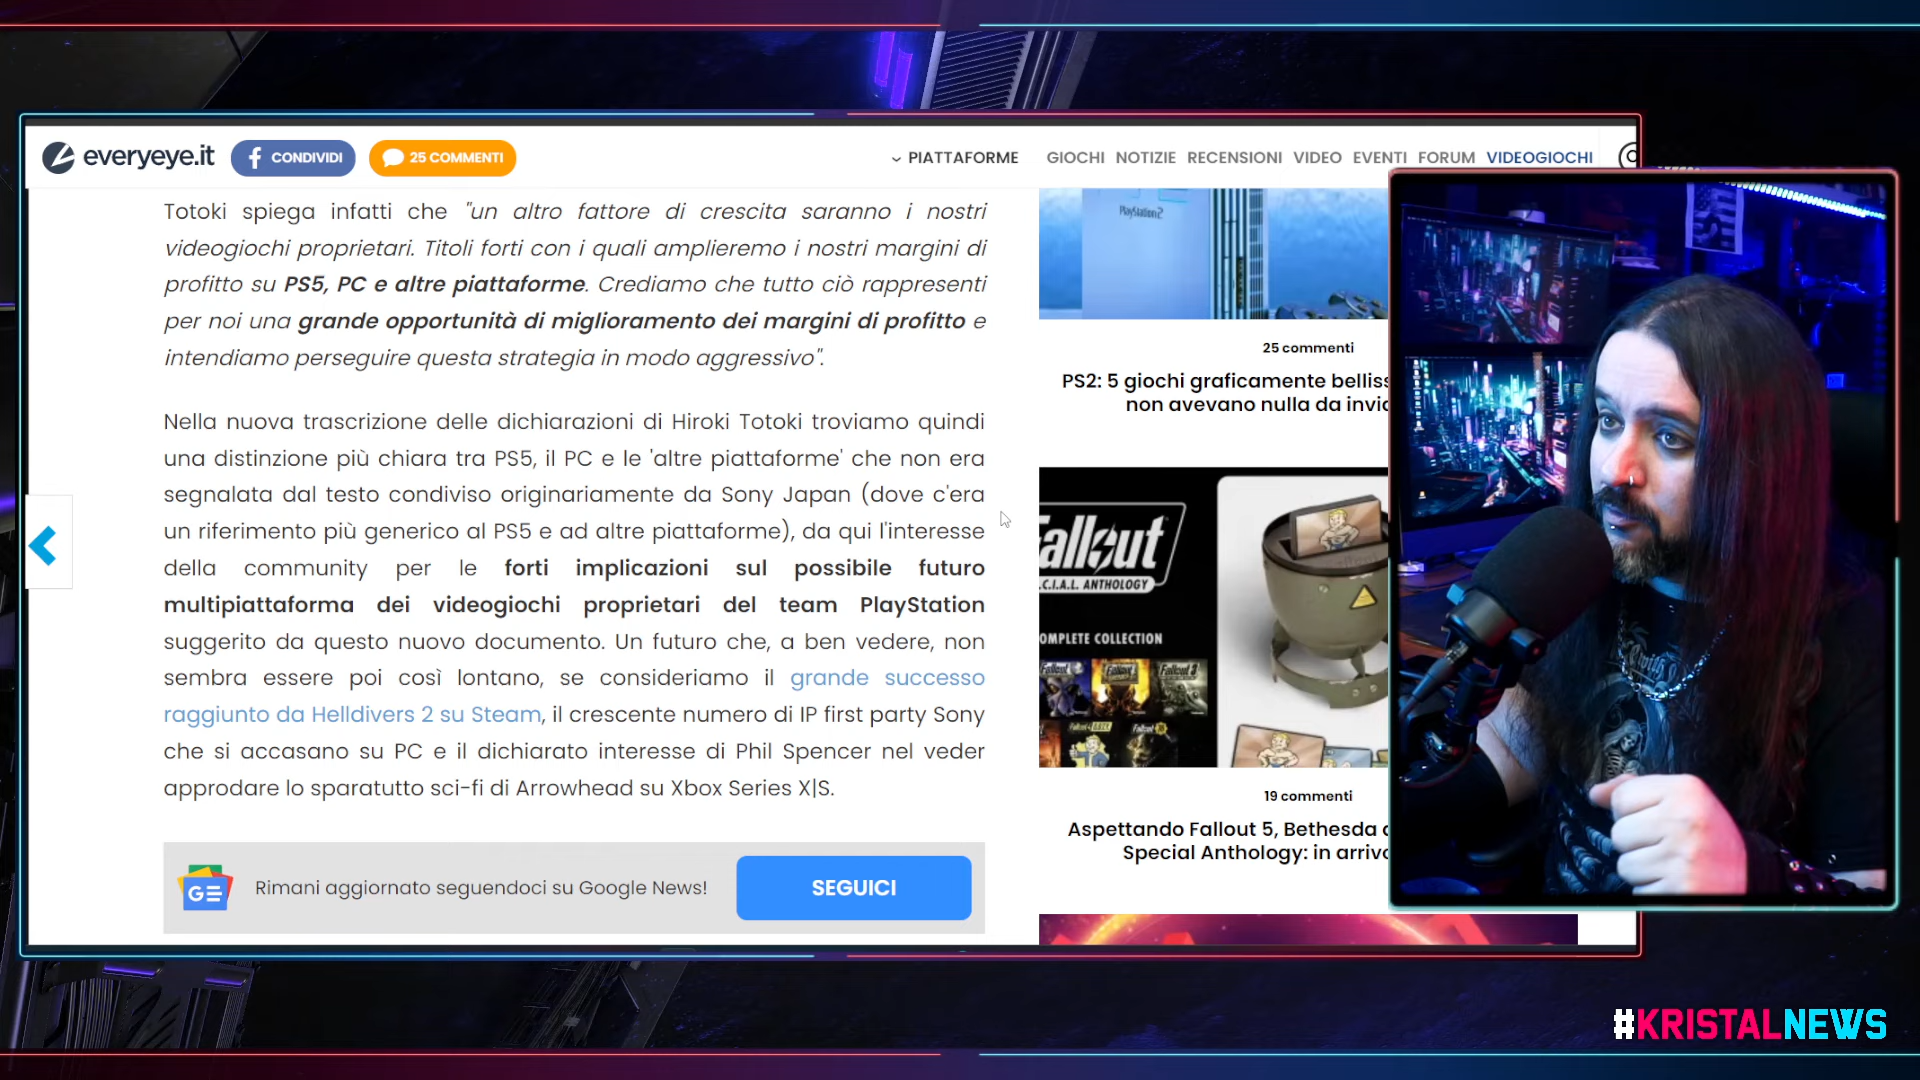 everyeye.it
CONDIVIDI
25 COMMENTI
PIATTAFORME
GIOCHI NOTIZIE RECENSIONI VIDEO EVENTI FORUM VIDEOGIOCHI
Totoki spiega infatti che "un altro fattore di crescita saranno i nostri
videogiochi proprietari. Titoli forti con i quali amplieremo i nostri margini di
profitto su PS5, PC e altre piattaforme. Crediamo che tutto ciò rappresenti
per noi una grande opportunità di miglioramento dei margini di profitto e
intendiamo perseguire questa strategia in modo aggressivo".
Nella nuova trascrizione delle dichiarazioni di Hiroki Totoki troviamo quindi
una distinzione più chiara tra PS5, il PC e le 'altre piattaforme' che non era
segnalata dal testo condiviso originariamente da Sony Japan (dove c'era
un riferimento più generico al PS5 e ad altre piattaforme), da qui l'interesse
della community per le forti implicazioni sul possibile futuro
multipiattaforma dei videogiochi proprietari del team PlayStation
suggerito da questo nuovo documento. Un futuro che, a ben vedere, non
sembra essere poi così lontano, se consideriamo il grande successo
raggiunto da Helldivers 2 su Steam, il crescente numero di IP first party Sony
che si accasano su PC e il dichiarato interesse di Phil Spencer nel veder
approdare lo sparatutto sci-fi di Arrowhead su Xbox Series X|S.
GE
Rimani aggiornato seguendoci su Google News!
SEGUICI
PlayStation 2
25 commenti
PS2: 5 giochi graficamente belliss
non avevano nulla da invid
allout
.C.I.A.L. ANTHOLOGY
OMPLETE COLLECTION
19 commenti
Aspettando Fallout 5, Bethesda
Special Anthology: in arrivo
#KRISTALNEWS